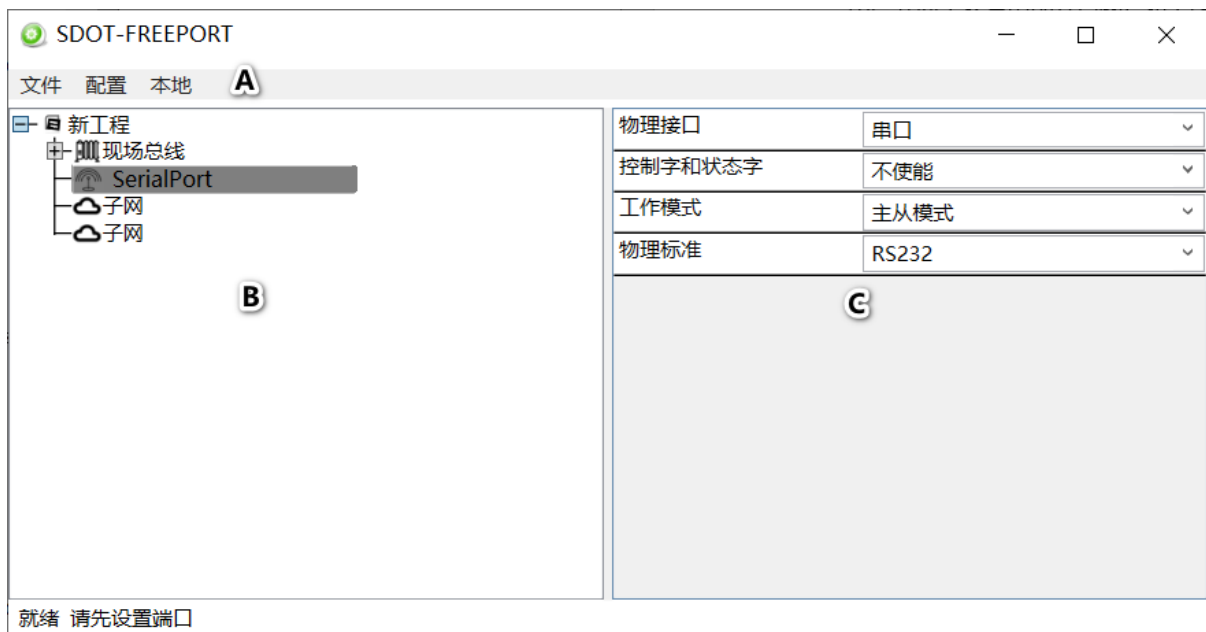 SDOT-FREEPORT
文件 配置 本地 A
新工程
现场总线
SerialPort
子网
子网
B
物理接口 串口
控制字和状态字 不使能
工作模式 主从模式
物理标准 RS232
C
就绪 请先设置端口